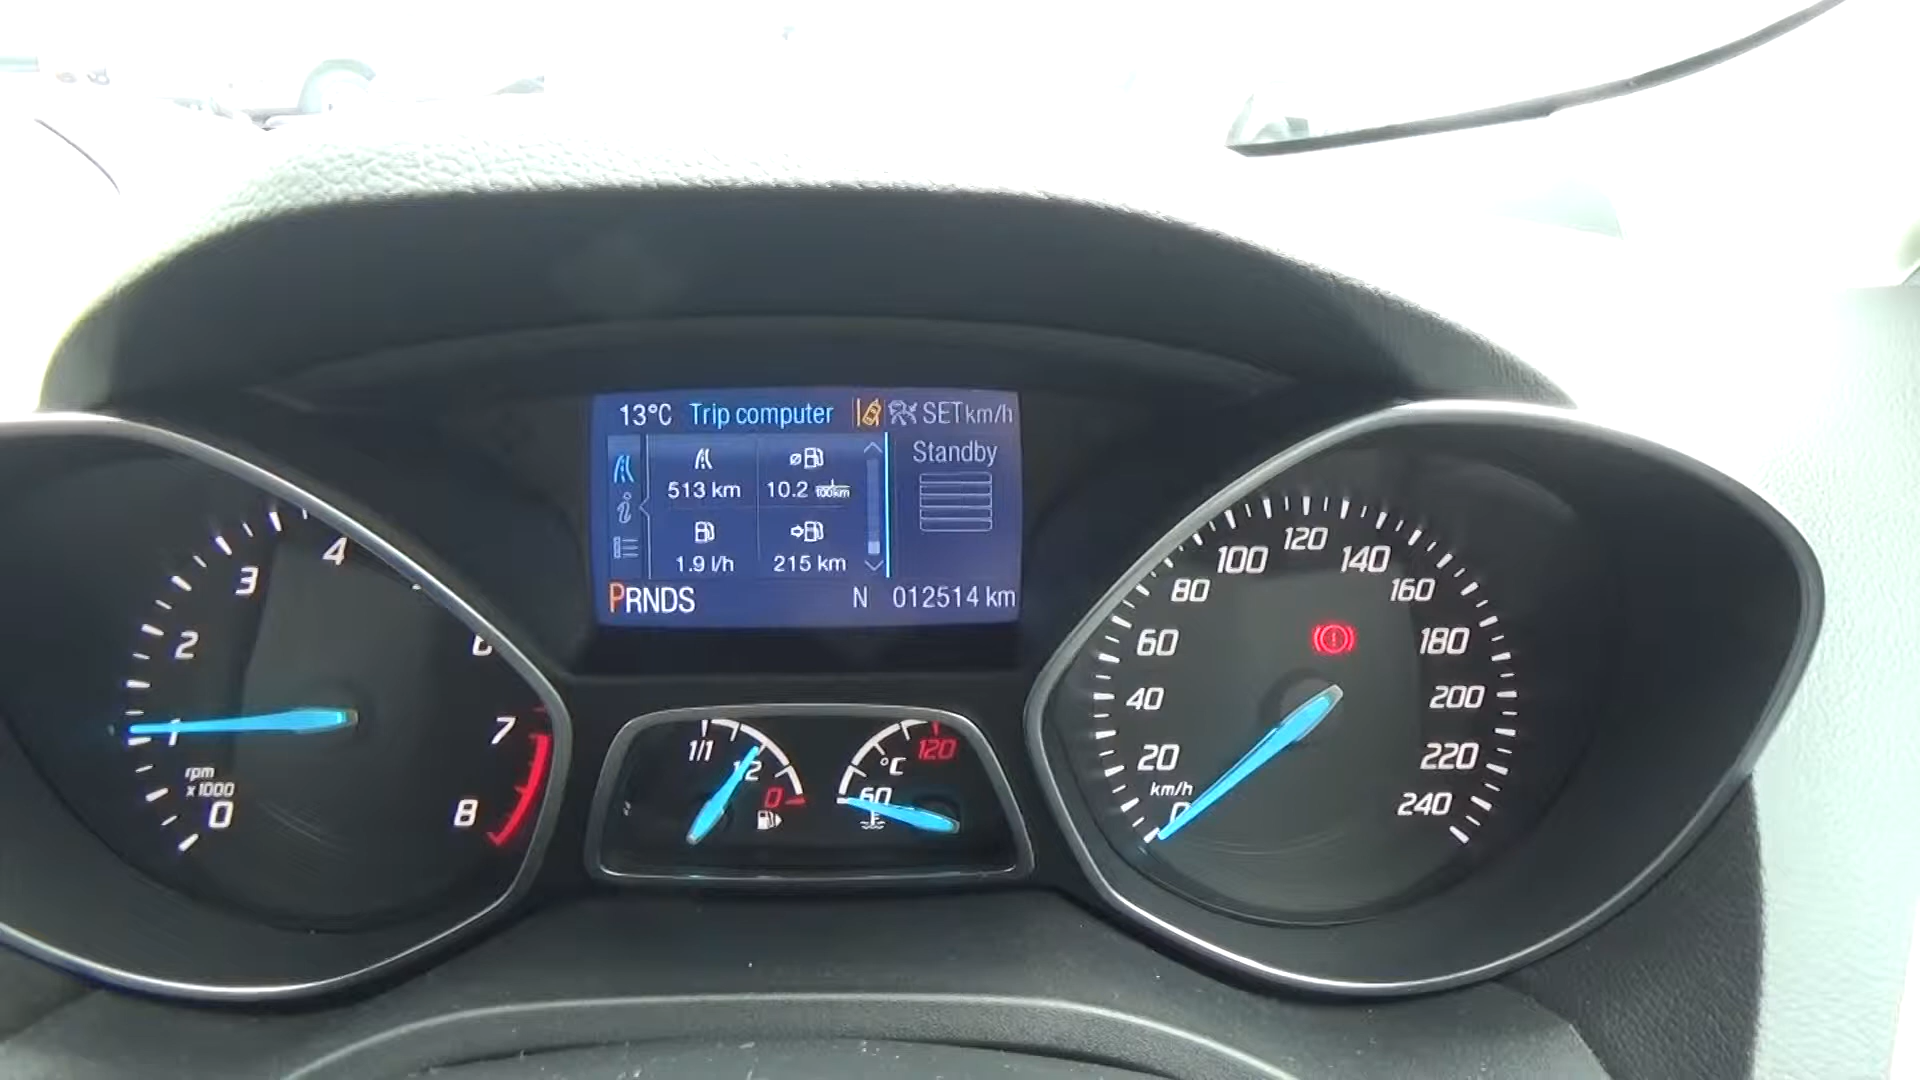 13°C Trip computer SET km/h
Standby
513 km 10.2 100km
1.9 l/h 215 km
PRNDS N 012514 km
0
1
2
3
4
6
7
8
rpm
x1000
1/1
1/2
0
°C
60
120
0
20
40
60
80
100
120
140
160
180
200
220
240
km/h